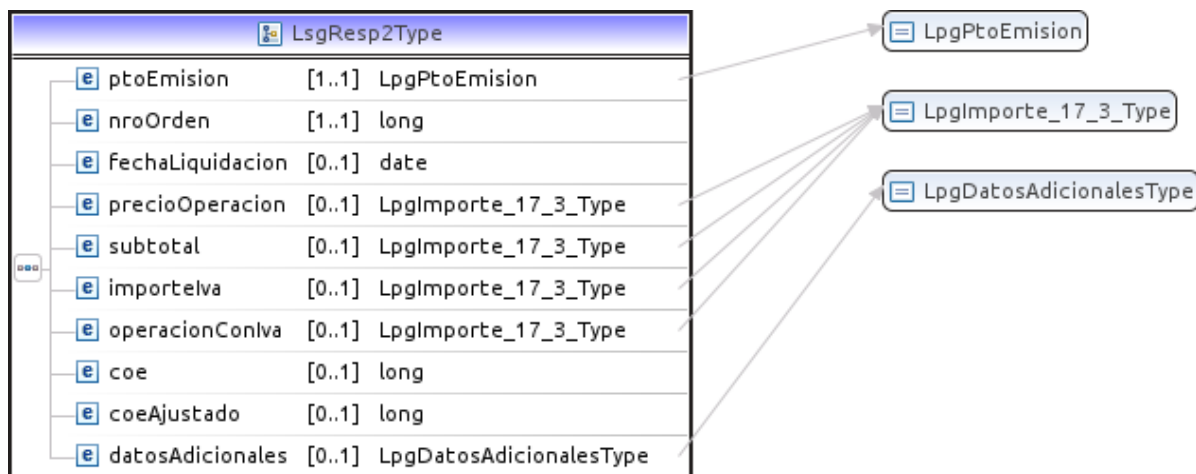 LsgResp2Type
e ptoEmision [1..1] LpgPtoEmision
e nroOrden [1..1] long
e fechaLiquidacion [0..1] date
e precioOperacion [0..1] LpgImporte_17_3_Type
e subtotal [0..1] LpgImporte_17_3_Type
e importeIva [0..1] LpgImporte_17_3_Type
e operacionConIva [0..1] LpgImporte_17_3_Type
e coe [0..1] long
e coeAjustado [0..1] long
e datosAdicionales [0..1] LpgDatosAdicionalesType
LpgPtoEmision
LpgImporte_17_3_Type
LpgDatosAdicionalesType